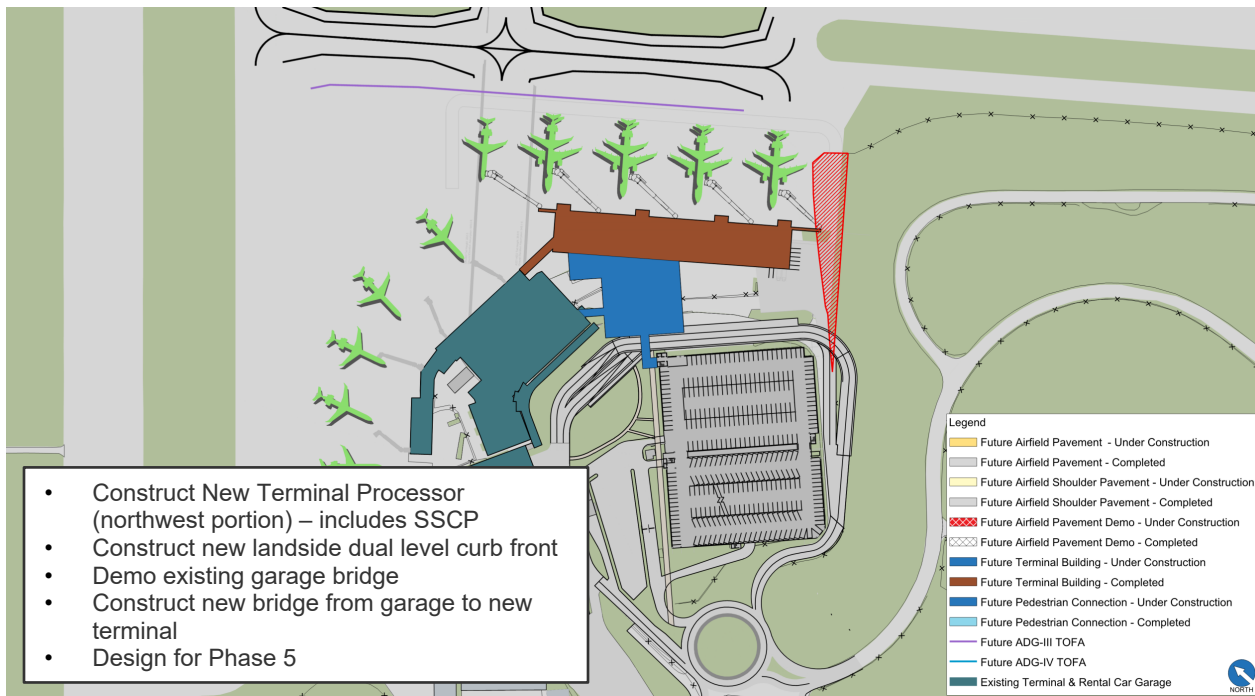 • Construct New Terminal Processor
(northwest portion) – includes SSCP
• Construct new landside dual level curb front
• Demo existing garage bridge
• Construct new bridge from garage to new
terminal
• Design for Phase 5
Legend
Future Airfield Pavement - Under Construction
Future Airfield Pavement - Completed
Future Airfield Shoulder Pavement - Under Construction
Future Airfield Shoulder Pavement - Completed
Future Airfield Pavement Demo - Under Construction
Future Airfield Pavement Demo - Completed
Future Terminal Building - Under Construction
Future Terminal Building - Completed
Future Pedestrian Connection - Under Construction
Future Pedestrian Connection - Completed
Future ADG-III TOFA
Future ADG-IV TOFA
Existing Terminal & Rental Car Garage
NORTH